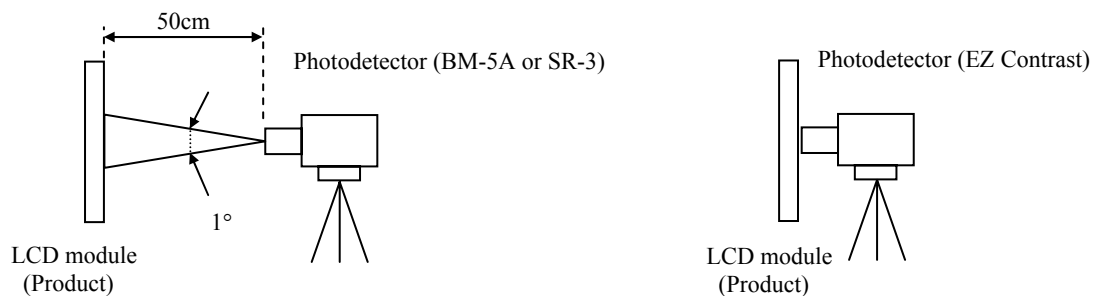 50cm
Photodetector (BM-5A or SR-3)
1°
LCD module
(Product)
Photodetector (EZ Contrast)
LCD module
(Product)